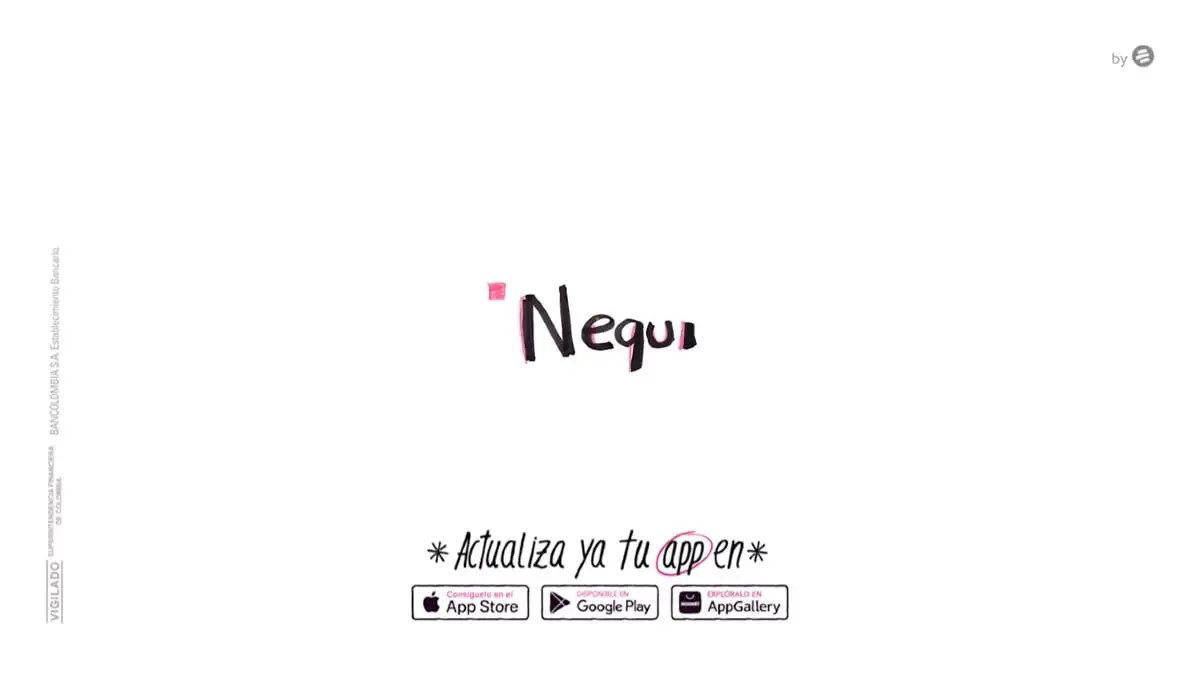 by
Nequi
*Actualiza ya tu app en*
Consíguelo en el
App Store
DISPONIBLE EN
Google Play
EXPLÓRALO EN
AppGallery
VIGILADO
SUPERINTENDENCIA FINANCIERA
DE COLOMBIA
BANCOLOMBIA S.A. Establecimiento Bancario.